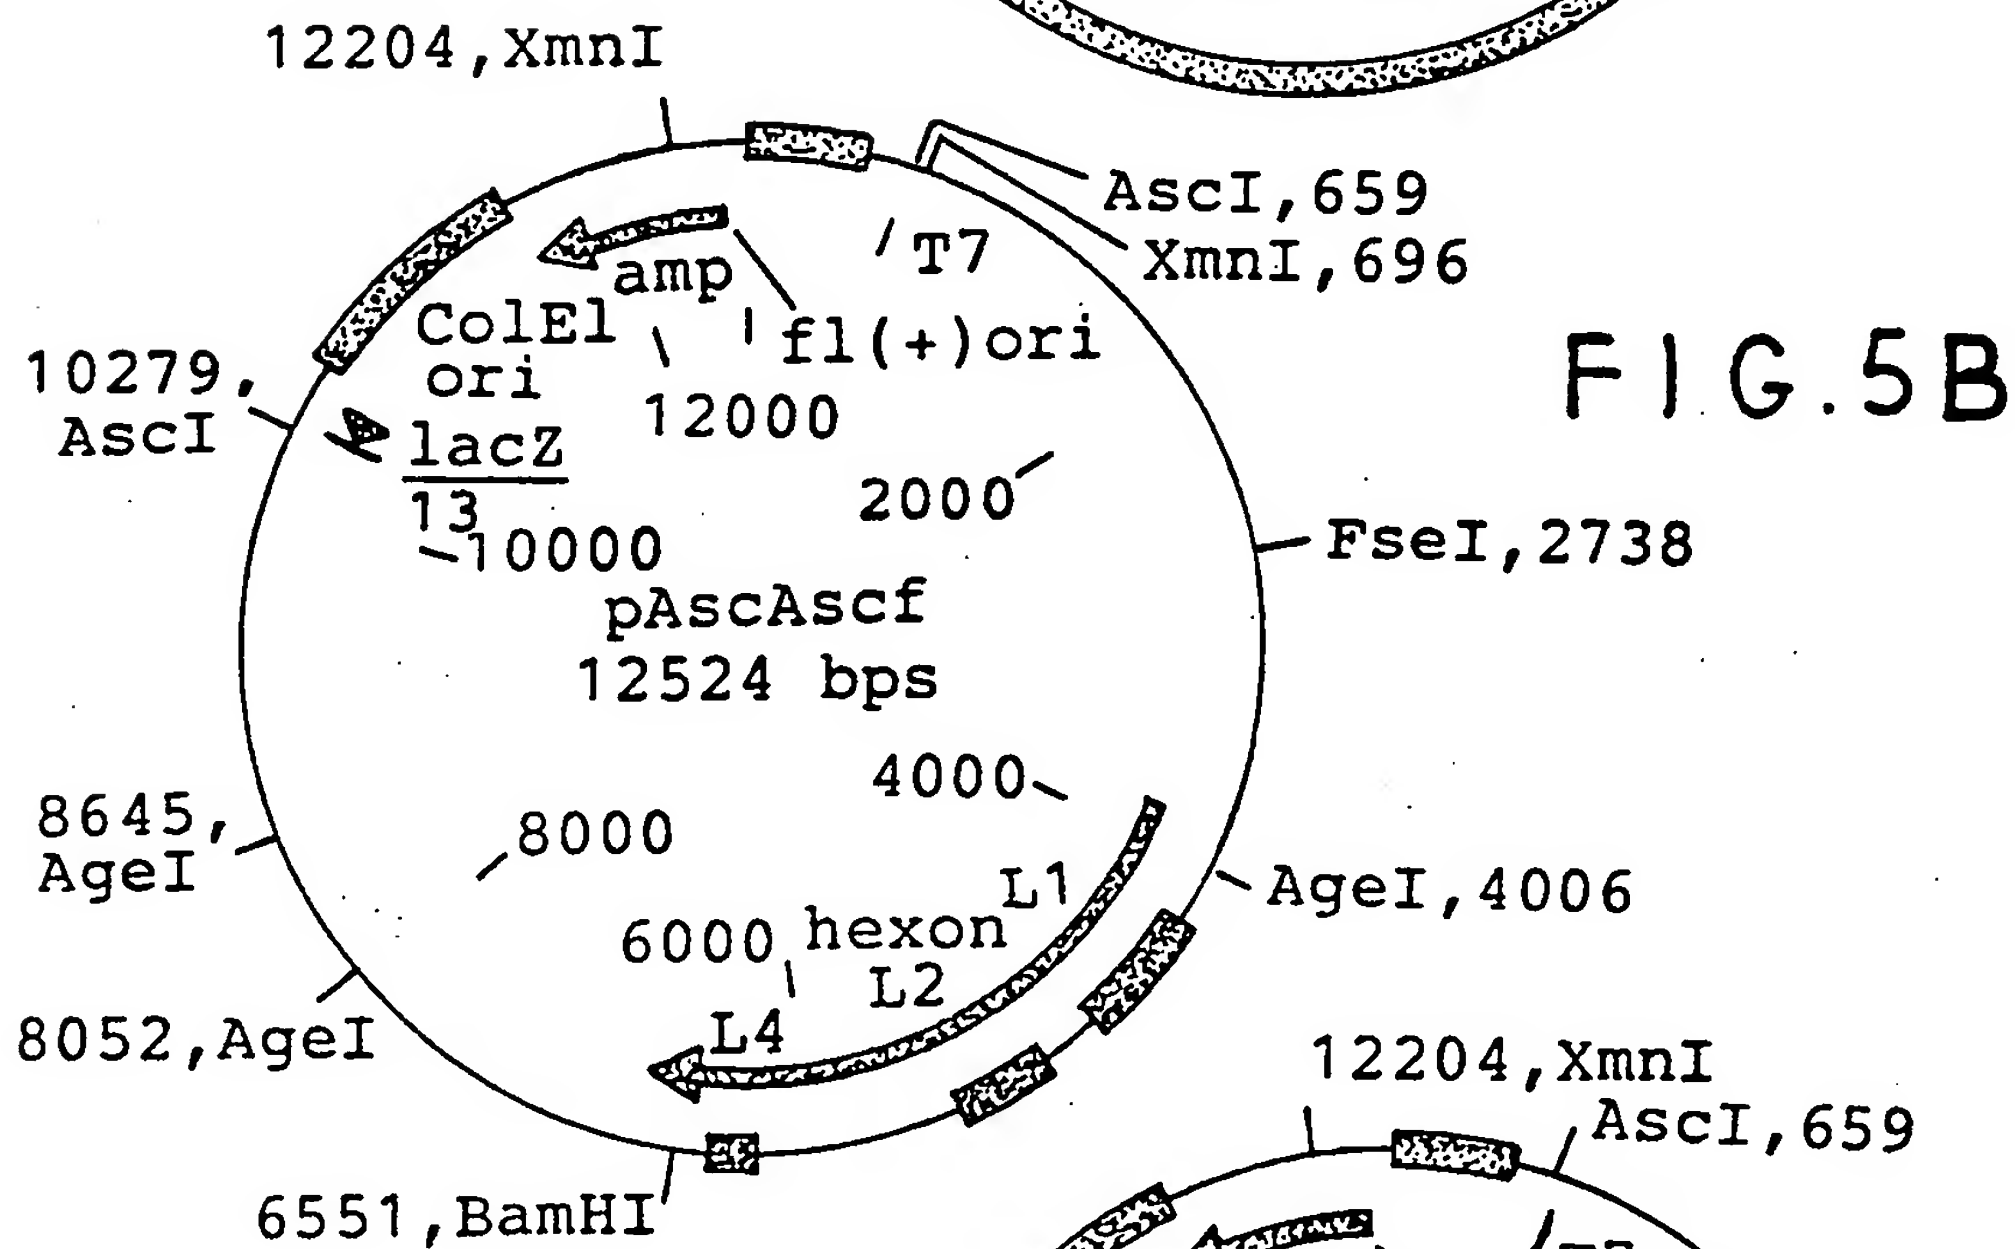 12204,XmnI
AscI,659
XmnI,696
T7
amp
ColE1
ori
f1(+)ori
12000
10279,
AscI
lacZ
13
10000
2000
FIG.5B
FseI,2738
pAscAscf
12524 bps
4000
8645,
AgeI
8000
L1
AgeI,4006
6000
hexon
L2
L4
8052,AgeI
6551,BamHI
12204,XmnI
AscI,659